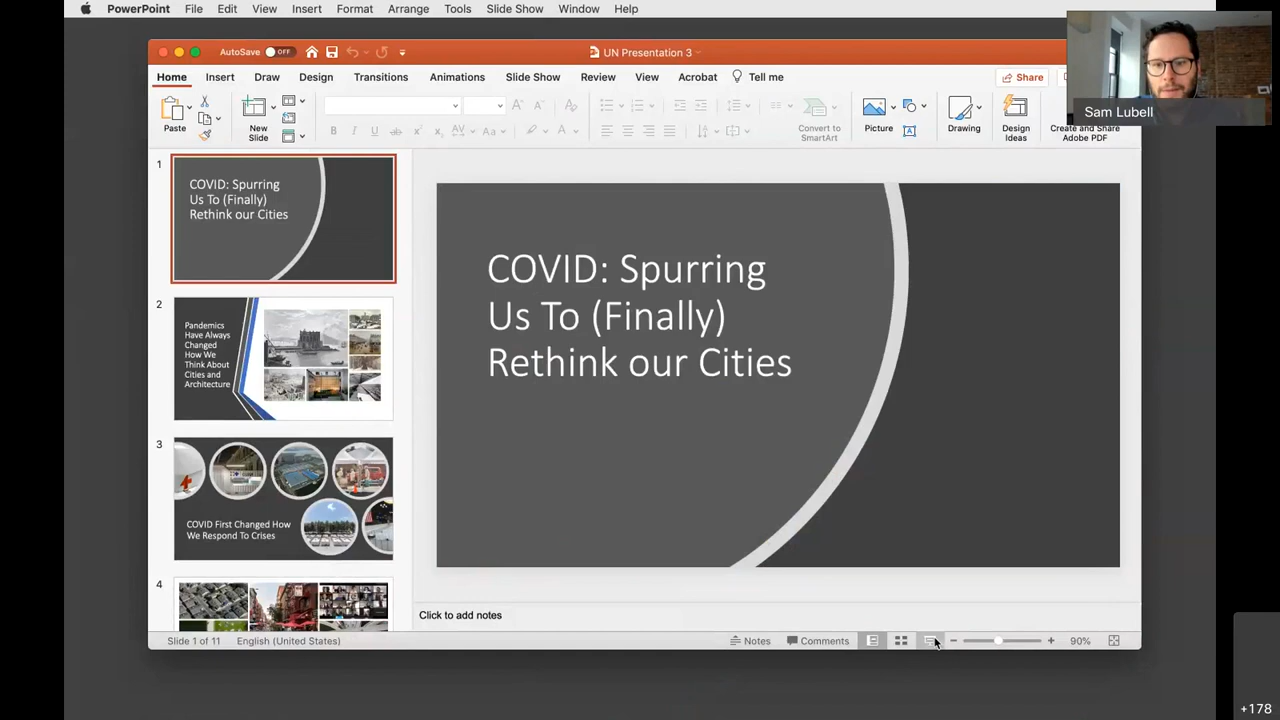 PowerPoint File Edit View Insert Format Arrange Tools Slide Show Window Help
AutoSave OFF
UN Presentation 3
Home Insert Draw Design Transitions Animations Slide Show Review View Acrobat Tell me
Share
Sam Lubell
Paste
New
Slide
B I U ab x² x₂ AV Aa A
Convert to
SmartArt
Picture
Drawing
Design
Ideas
Create and Share
Adobe PDF
1
COVID: Spurring
Us To (Finally)
Rethink our Cities
2
Pandemics
Have Always
Changed
How We
Think About
Cities and
Architecture
3
COVID First Changed How
We Respond To Crises
4
COVID: Spurring
Us To (Finally)
Rethink our Cities
Click to add notes
Slide 1 of 11 English (United States)
Notes Comments 90%
+178